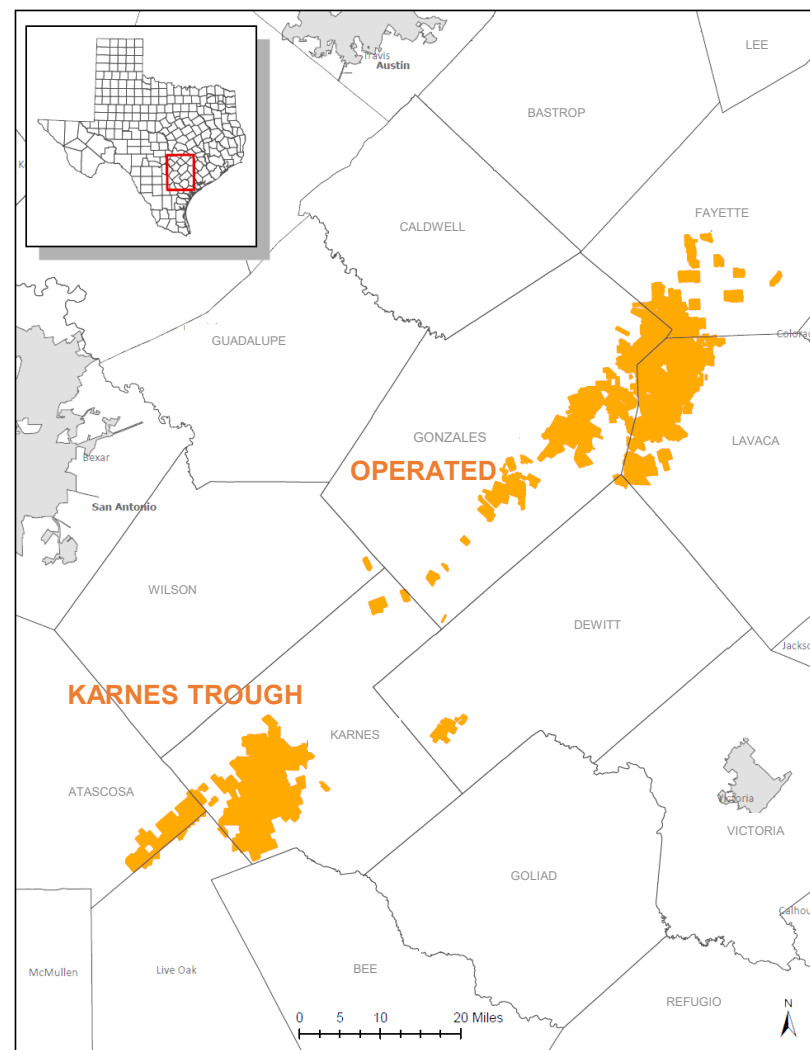 Travis
Austin
LEE
BASTROP
FAYETTE
CALDWELL
GUADALUPE
Colorad
GONZALES
LAVACA
OPERATED
Bexar
San Antonio
WILSON
DEWITT
Jackso
KARNES TROUGH
KARNES
ATASCOSA
Victoria
VICTORIA
GOLIAD
Calhou
McMullen
Live Oak
BEE
REFUGIO
N
0 5 10 20 Miles